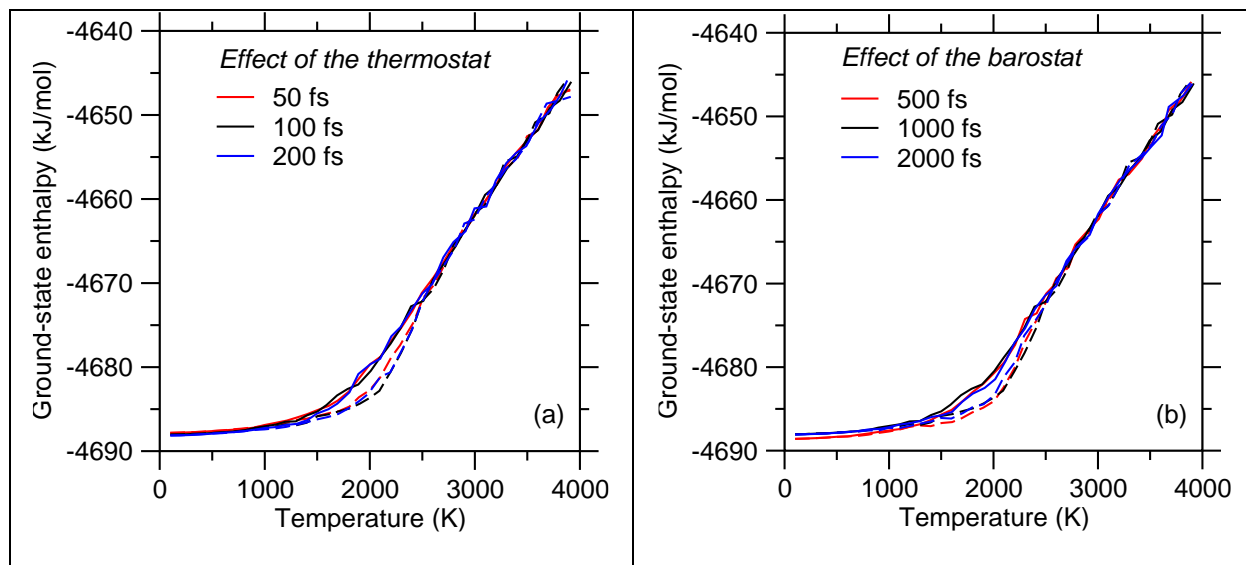 -4640
-4650
-4660
-4670
-4680
-4690
Ground-state enthalpy (kJ/mol)
Effect of the thermostat
50 fs
100 fs
200 fs
(a)
0 1000 2000 3000 4000
Temperature (K)
-4640
-4650
-4660
-4670
-4680
-4690
Ground-state enthalpy (kJ/mol)
Effect of the barostat
500 fs
1000 fs
2000 fs
(b)
0 1000 2000 3000 4000
Temperature (K)